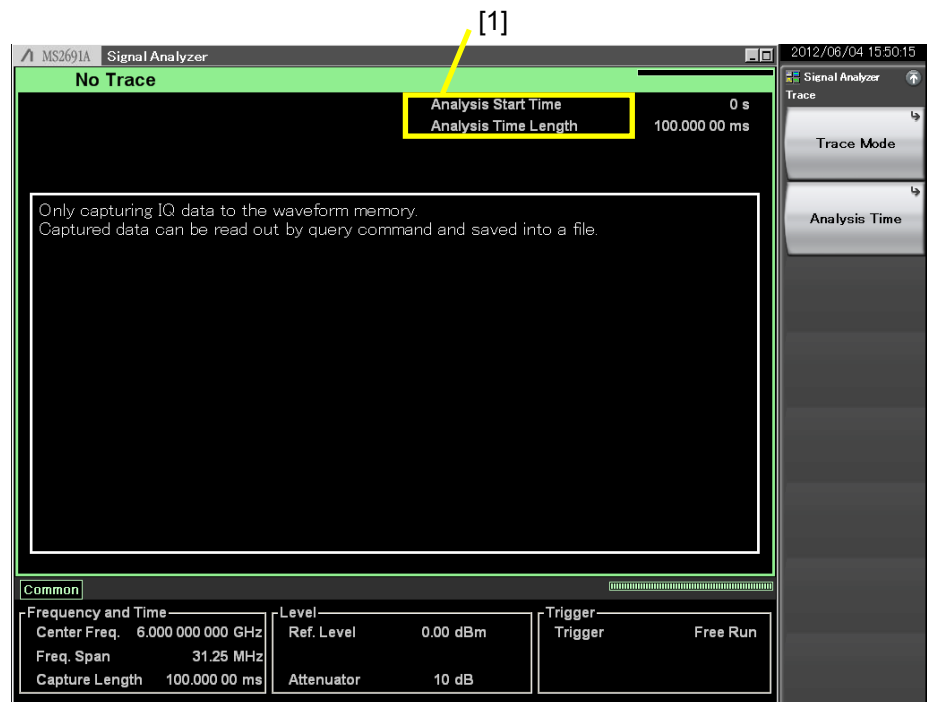 [1]
MS2691A Signal Analyzer
2012/06/04 15:50:15
No Trace
Signal Analyzer
Trace
Analysis Start Time 0 s
Analysis Time Length 100.000 00 ms
Trace Mode
Analysis Time
Only capturing IQ data to the waveform memory.
Captured data can be read out by query command and saved into a file.
Common
Frequency and Time
Center Freq. 6.000 000 000 GHz
Freq. Span 31.25 MHz
Capture Length 100.000 00 ms
Level
Ref. Level 0.00 dBm
Attenuator 10 dB
Trigger
Trigger Free Run